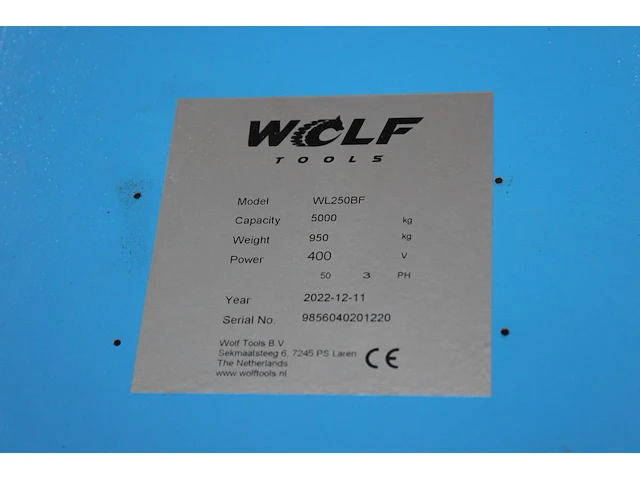 WOLF
TOOLS
Model WL250BF
Capacity 5000 kg
Weight 950 kg
Power 400 V
50 3 PH
Year 2022-12-11
Serial No. 9856040201220
Wolf Tools B.V
Sekmaatsteeg 6, 7245 PS Laren
The Netherlands
www.wolftools.nl
CE